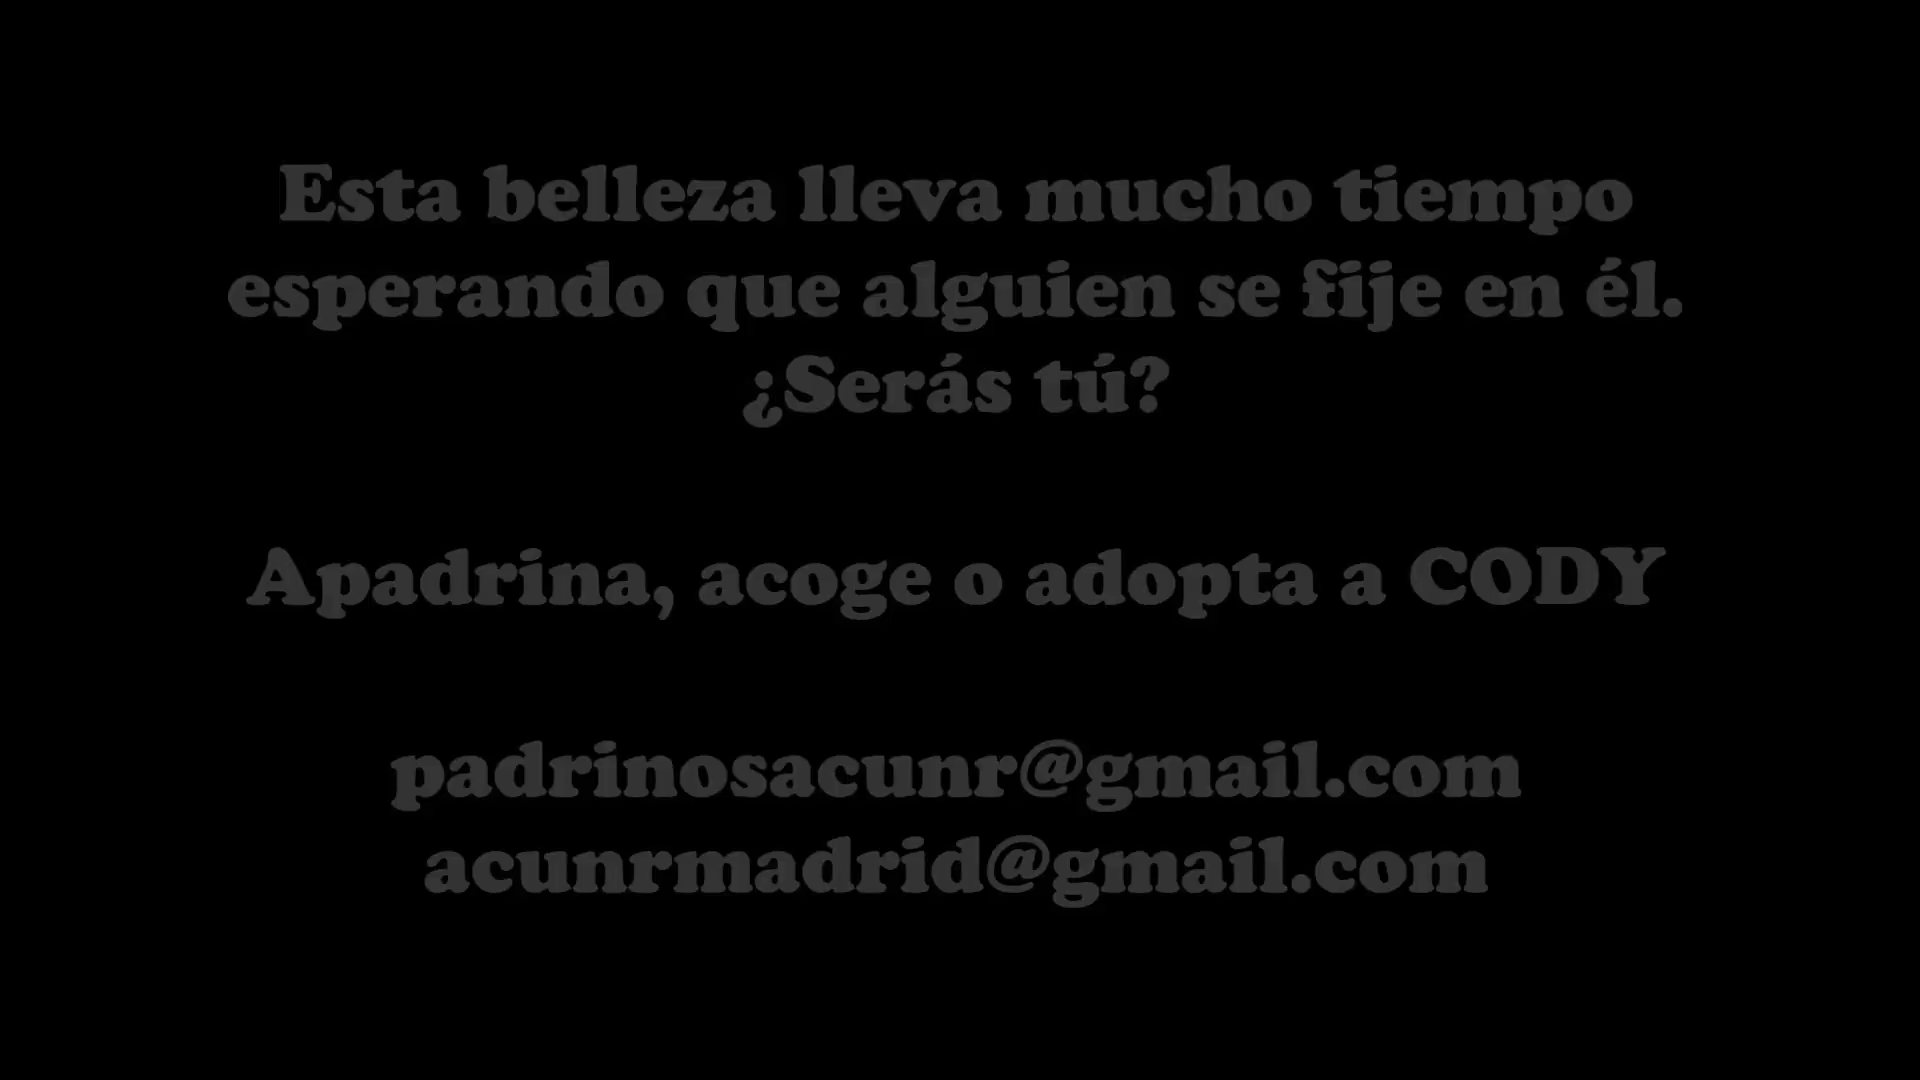 Esta belleza lleva mucho tiempo
esperando que alguien se fije en él.
¿Serás tú?
Apadrina, acoge o adopta a CODY
padrinosacunr@gmail.com
acunrmadrid@gmail.com